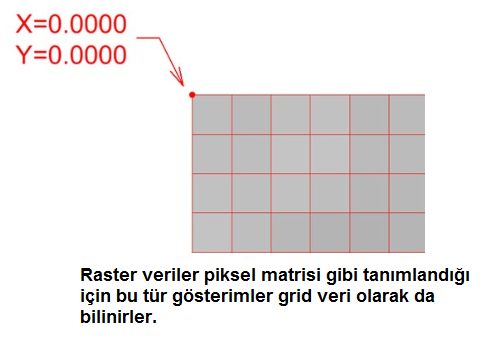 X=0.0000
Y=0.0000
Raster veriler piksel matrisi gibi tanımlandığı
için bu tür gösterimler grid veri olarak da
bilinirler.